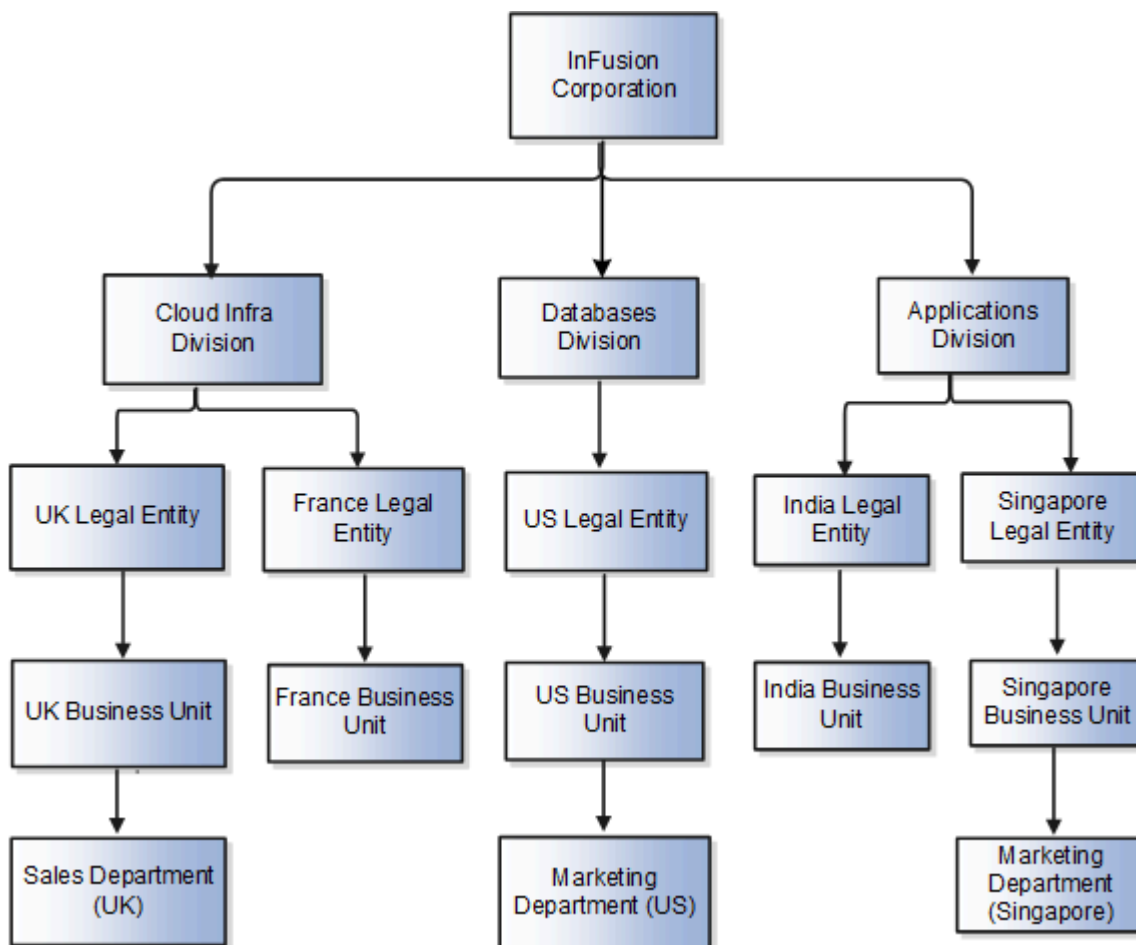 InFusion
Corporation
Cloud Infra
Division
Databases
Division
Applications
Division
UK Legal Entity
France Legal
Entity
US Legal Entity
India Legal
Entity
Singapore
Legal Entity
UK Business Unit
France Business
Unit
US Business
Unit
India Business
Unit
Singapore
Business Unit
Sales Department
(UK)
Marketing
Department (US)
Marketing
Department
(Singapore)